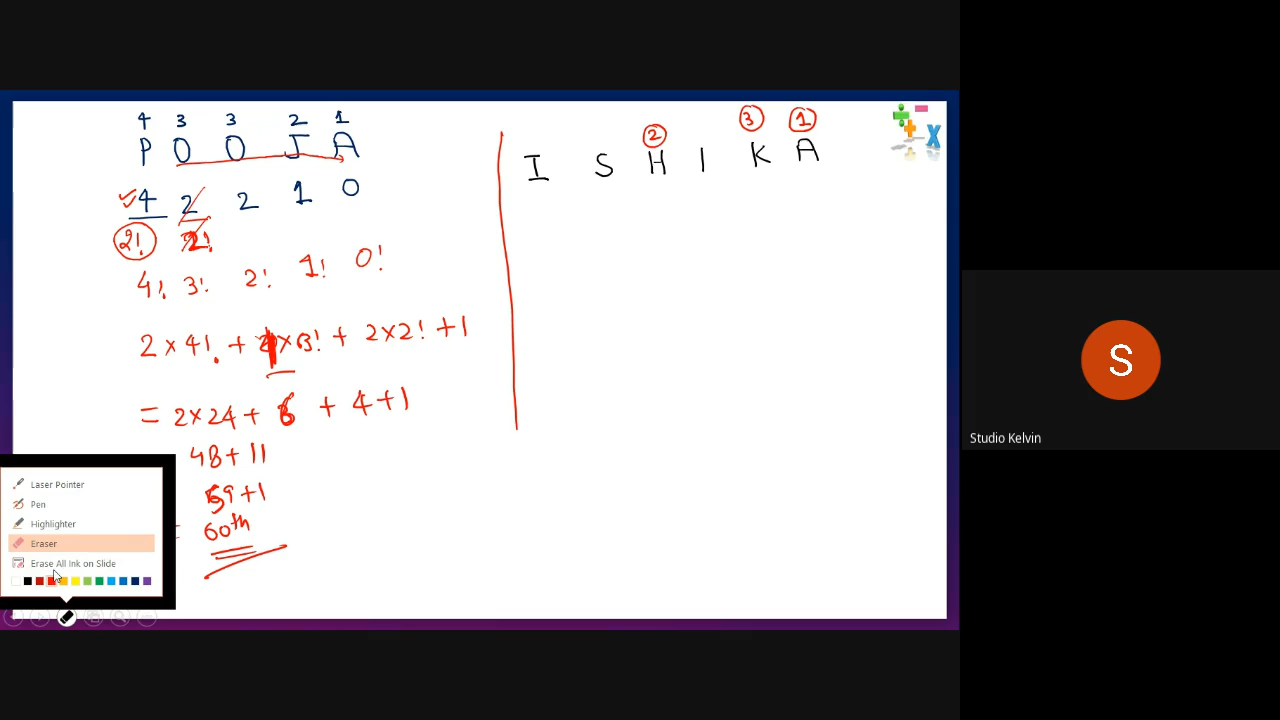 4 3 3 2 1
P O O J A
4 2 2 1 0
2! 2!
4! 3! 2! 1! 0!
2 × 4! + 1 × 3! + 2 × 2! + 1
= 2 × 24 + 6 + 4 + 1
48 + 11
59 + 1
= 60th
2 3 1
I S H I K A
Laser Pointer
Pen
Highlighter
Eraser
Erase All Ink on Slide
S
Studio Kelvin